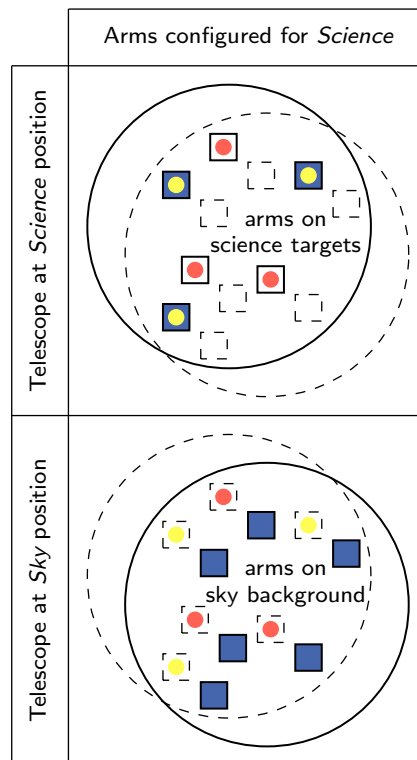 Arms configured for Science
Telescope at Science position
arms on
science targets
Telescope at Sky position
arms on
sky background